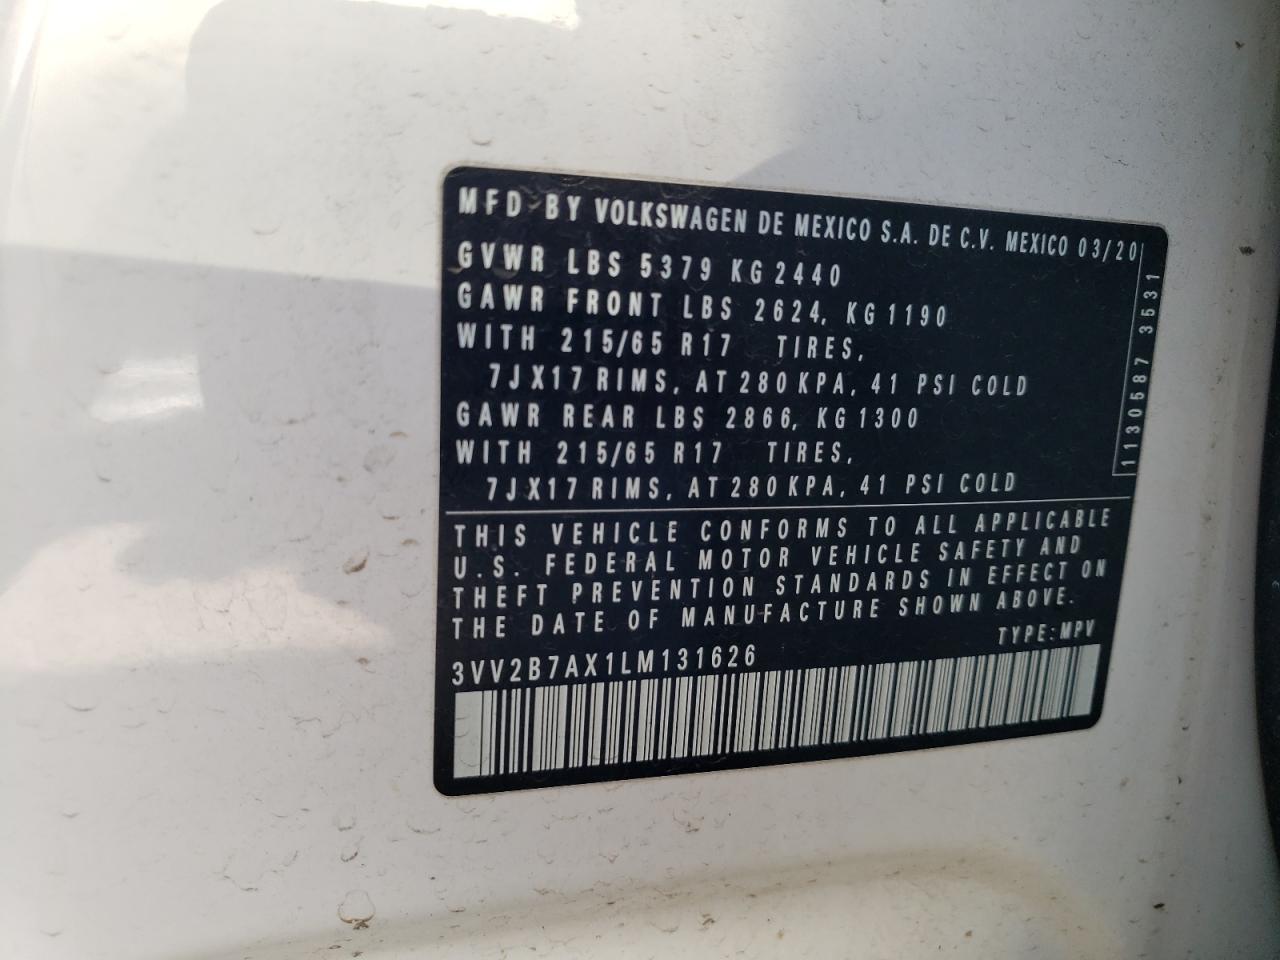 MFD BY VOLKSWAGEN DE MEXICO S.A. DE C.V. MEXICO 03/20
GVWR LBS 5379 KG 2440
GAWR FRONT LBS 2624, KG 1190
WITH 215/65 R17 TIRES,
7JX17 RIMS, AT 280 KPA, 41 PSI COLD
GAWR REAR LBS 2866, KG 1300
WITH 215/65 R17 TIRES,
7JX17 RIMS, AT 280 KPA, 41 PSI COLD
1130587 3531
THIS VEHICLE CONFORMS TO ALL APPLICABLE
U.S. FEDERAL MOTOR VEHICLE SAFETY AND
THEFT PREVENTION STANDARDS IN EFFECT ON
THE DATE OF MANUFACTURE SHOWN ABOVE.
TYPE: MPV
3VV2B7AX1LM131626